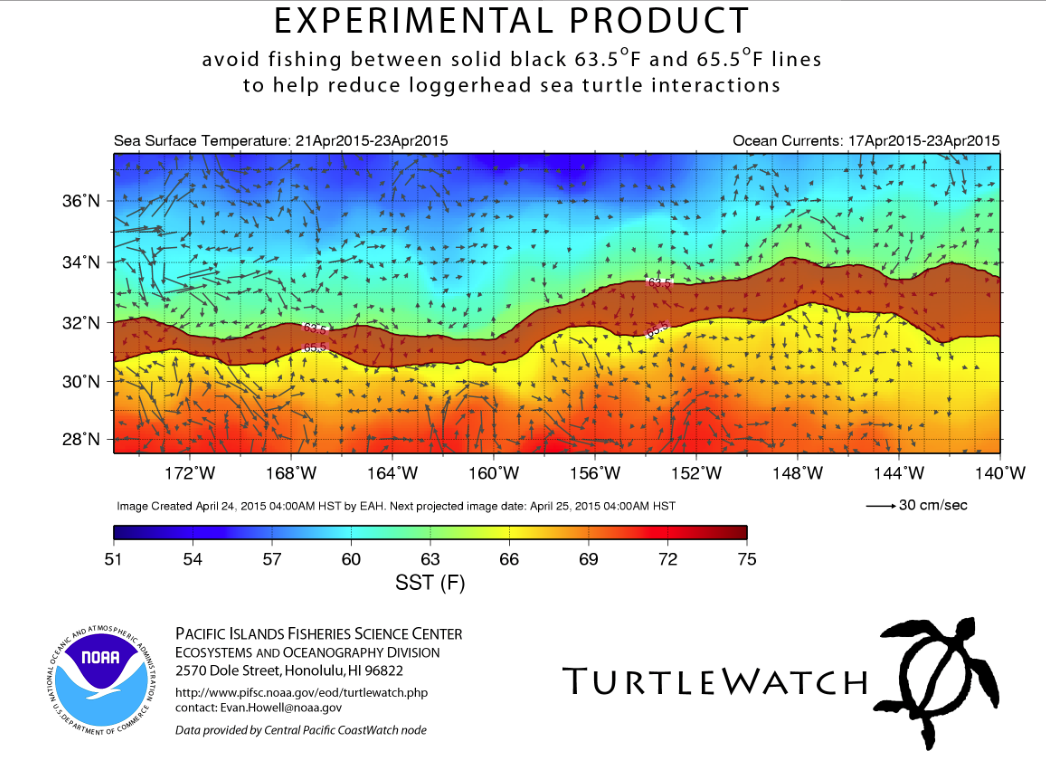 EXPERIMENTAL PRODUCT
avoid fishing between solid black 63.5°F and 65.5°F lines
to help reduce loggerhead sea turtle interactions
Sea Surface Temperature: 21Apr2015-23Apr2015
Ocean Currents: 17Apr2015-23Apr2015
36°N
34°N
32°N
30°N
28°N
63.5
65.5
63.5
65.5
172°W
168°W
164°W
160°W
156°W
152°W
148°W
144°W
140°W
Image Created April 24, 2015 04:00AM HST by EAH. Next projected image date: April 25, 2015 04:00AM HST
30 cm/sec
51
54
57
60
63
66
69
72
75
SST (F)
NATIONAL OCEANIC AND ATMOSPHERIC ADMINISTRATION
NOAA
U.S. DEPARTMENT OF COMMERCE
PACIFIC ISLANDS FISHERIES SCIENCE CENTER
ECOSYSTEMS AND OCEANOGRAPHY DIVISION
2570 Dole Street, Honolulu, HI 96822
http://www.pifsc.noaa.gov/eod/turtlewatch.php
contact: Evan.Howell@noaa.gov
Data provided by Central Pacific CoastWatch node
TURTLEWATCH